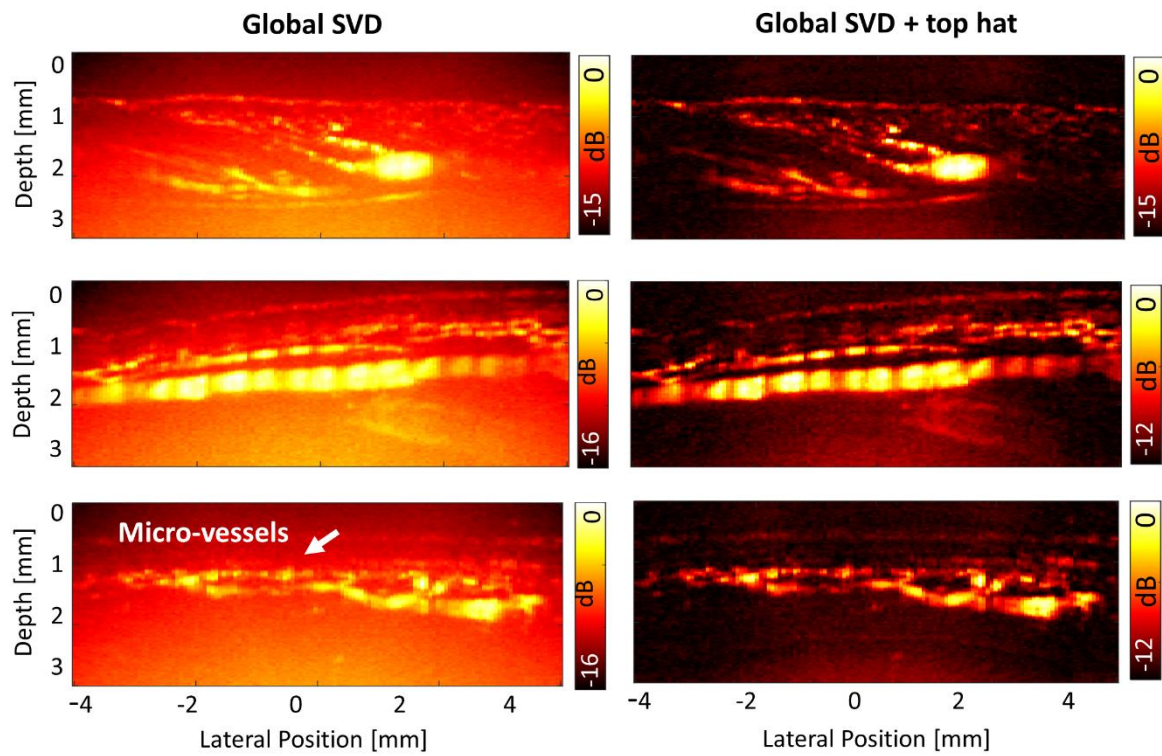 Global SVD
Global SVD + top hat
Depth [mm]
0
1
2
3
0
dB
-15
0
dB
-15
Depth [mm]
0
1
2
3
0
dB
-16
0
dB
-12
Depth [mm]
0
1
2
3
Micro-vessels
0
dB
-16
0
dB
-12
-4 -2 0 2 4
-4 -2 0 2 4
Lateral Position [mm]
Lateral Position [mm]